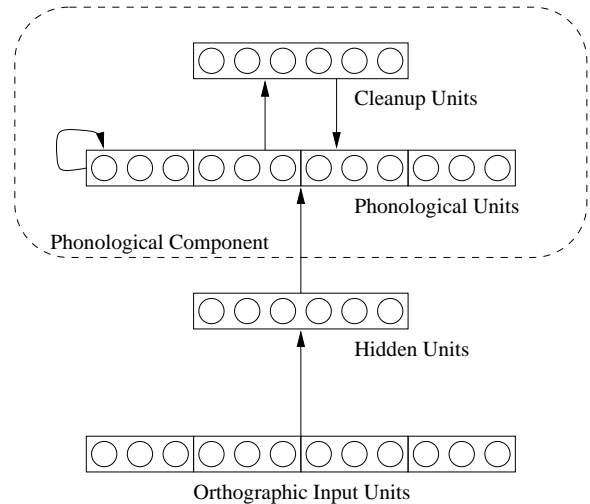 Cleanup Units
Phonological Units
Phonological Component
Hidden Units
Orthographic Input Units